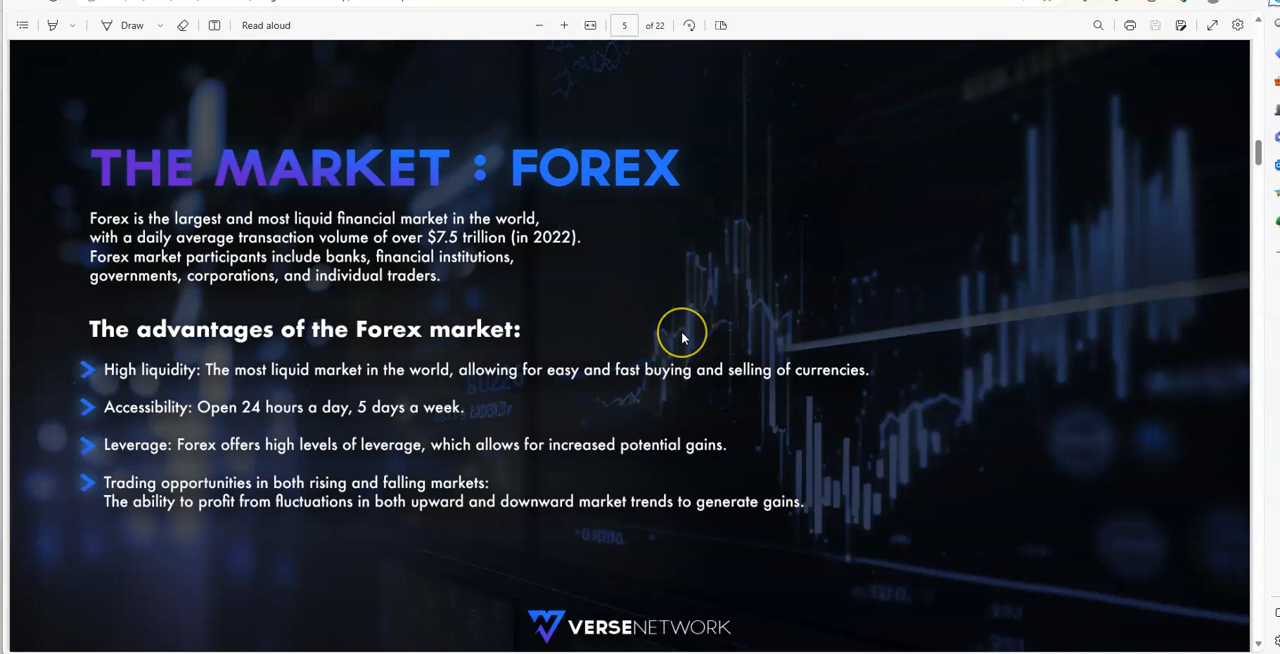 Draw
Read aloud
5
of 22
THE MARKET : FOREX
Forex is the largest and most liquid financial market in the world,
with a daily average transaction volume of over $7.5 trillion (in 2022).
Forex market participants include banks, financial institutions,
governments, corporations, and individual traders.
The advantages of the Forex market:
High liquidity: The most liquid market in the world, allowing for easy and fast buying and selling of currencies.
Accessibility: Open 24 hours a day, 5 days a week.
Leverage: Forex offers high levels of leverage, which allows for increased potential gains.
Trading opportunities in both rising and falling markets:
The ability to profit from fluctuations in both upward and downward market trends to generate gains.
VERSENETWORK